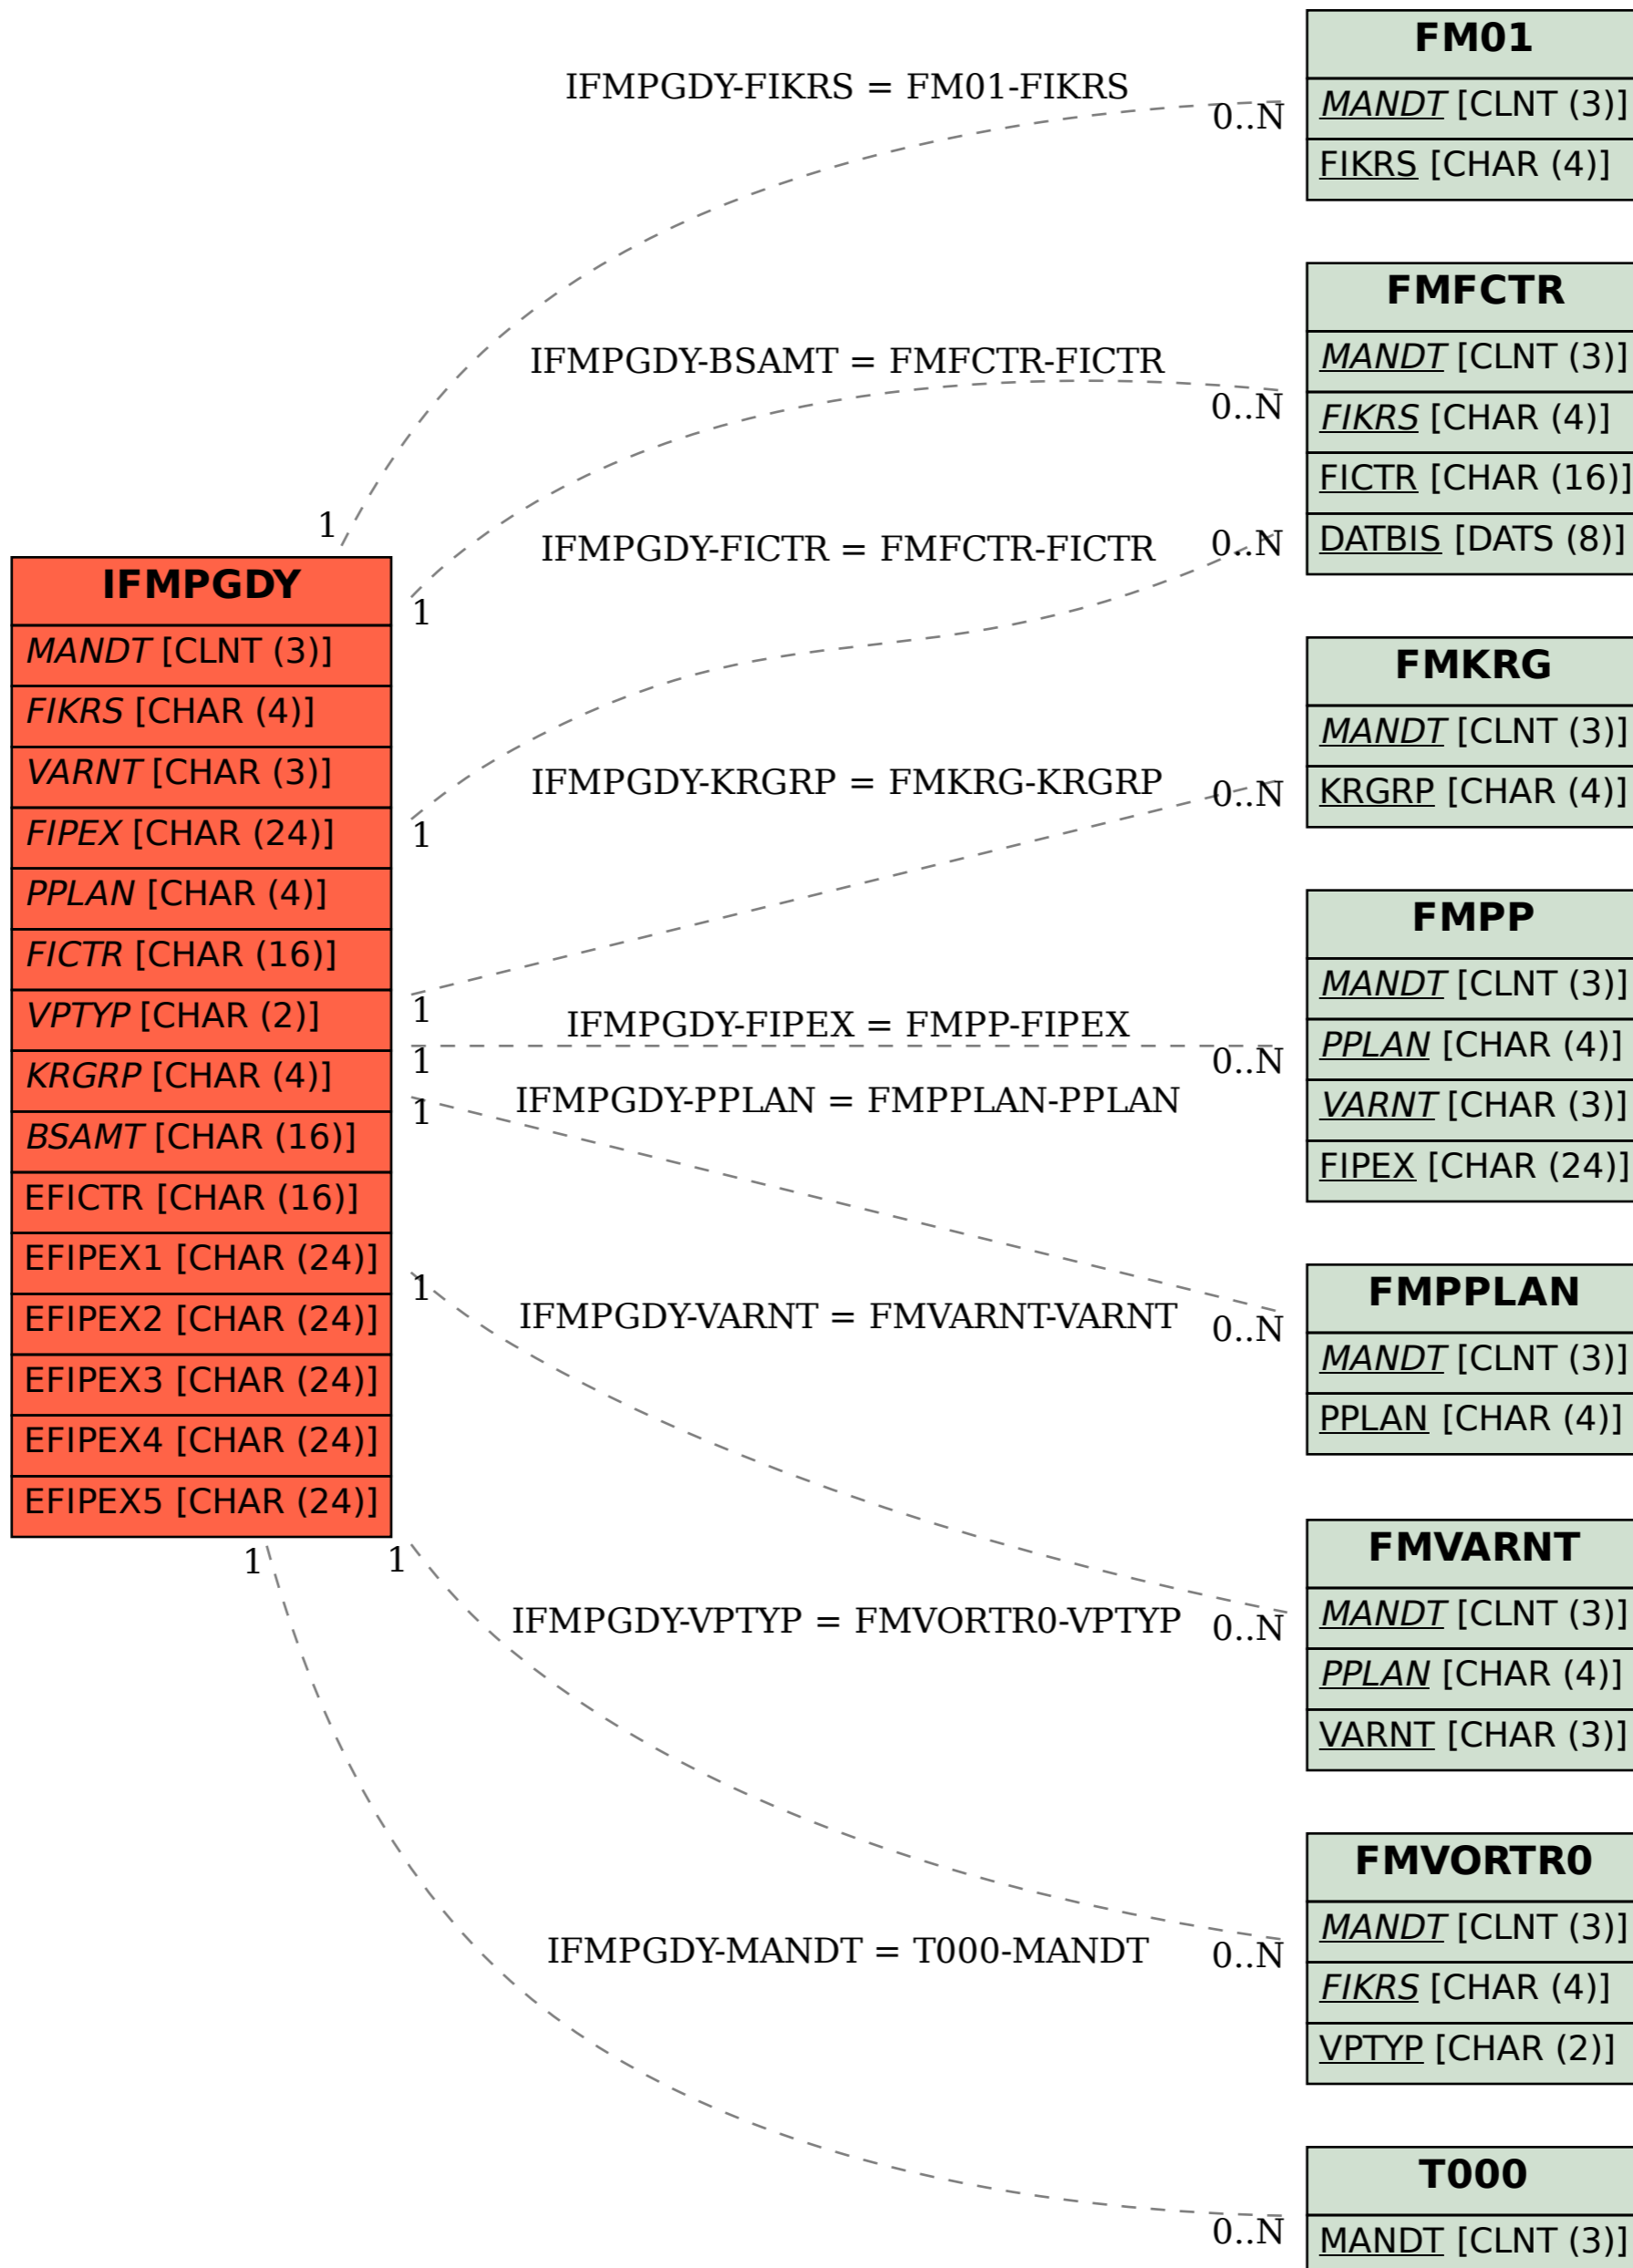 IFMPGDY
MANDT [CLNT (3)]
FIKRS [CHAR (4)]
VARNT [CHAR (3)]
FIPEX [CHAR (24)]
PPLAN [CHAR (4)]
FICTR [CHAR (16)]
VPTYP [CHAR (2)]
KRGRP [CHAR (4)]
BSAMT [CHAR (16)]
EFICTR [CHAR (16)]
EFIPEX1 [CHAR (24)]
EFIPEX2 [CHAR (24)]
EFIPEX3 [CHAR (24)]
EFIPEX4 [CHAR (24)]
EFIPEX5 [CHAR (24)]
IFMPGDY-FIKRS = FM01-FIKRS
1
0..N
IFMPGDY-BSAMT = FMFCTR-FICTR
1
0..N
IFMPGDY-FICTR = FMFCTR-FICTR
1
0..N
IFMPGDY-KRGRP = FMKRG-KRGRP
1
0..N
IFMPGDY-FIPEX = FMPP-FIPEX
1
0..N
IFMPGDY-PPLAN = FMPPLAN-PPLAN
1
0..N
IFMPGDY-VARNT = FMVARNT-VARNT
1
0..N
IFMPGDY-VPTYP = FMVORTR0-VPTYP
1
0..N
IFMPGDY-MANDT = T000-MANDT
1
0..N
FM01
MANDT [CLNT (3)]
FIKRS [CHAR (4)]
FMFCTR
MANDT [CLNT (3)]
FIKRS [CHAR (4)]
FICTR [CHAR (16)]
DATBIS [DATS (8)]
FMKRG
MANDT [CLNT (3)]
KRGRP [CHAR (4)]
FMPP
MANDT [CLNT (3)]
PPLAN [CHAR (4)]
VARNT [CHAR (3)]
FIPEX [CHAR (24)]
FMPPLAN
MANDT [CLNT (3)]
PPLAN [CHAR (4)]
FMVARNT
MANDT [CLNT (3)]
PPLAN [CHAR (4)]
VARNT [CHAR (3)]
FMVORTR0
MANDT [CLNT (3)]
FIKRS [CHAR (4)]
VPTYP [CHAR (2)]
T000
MANDT [CLNT (3)]